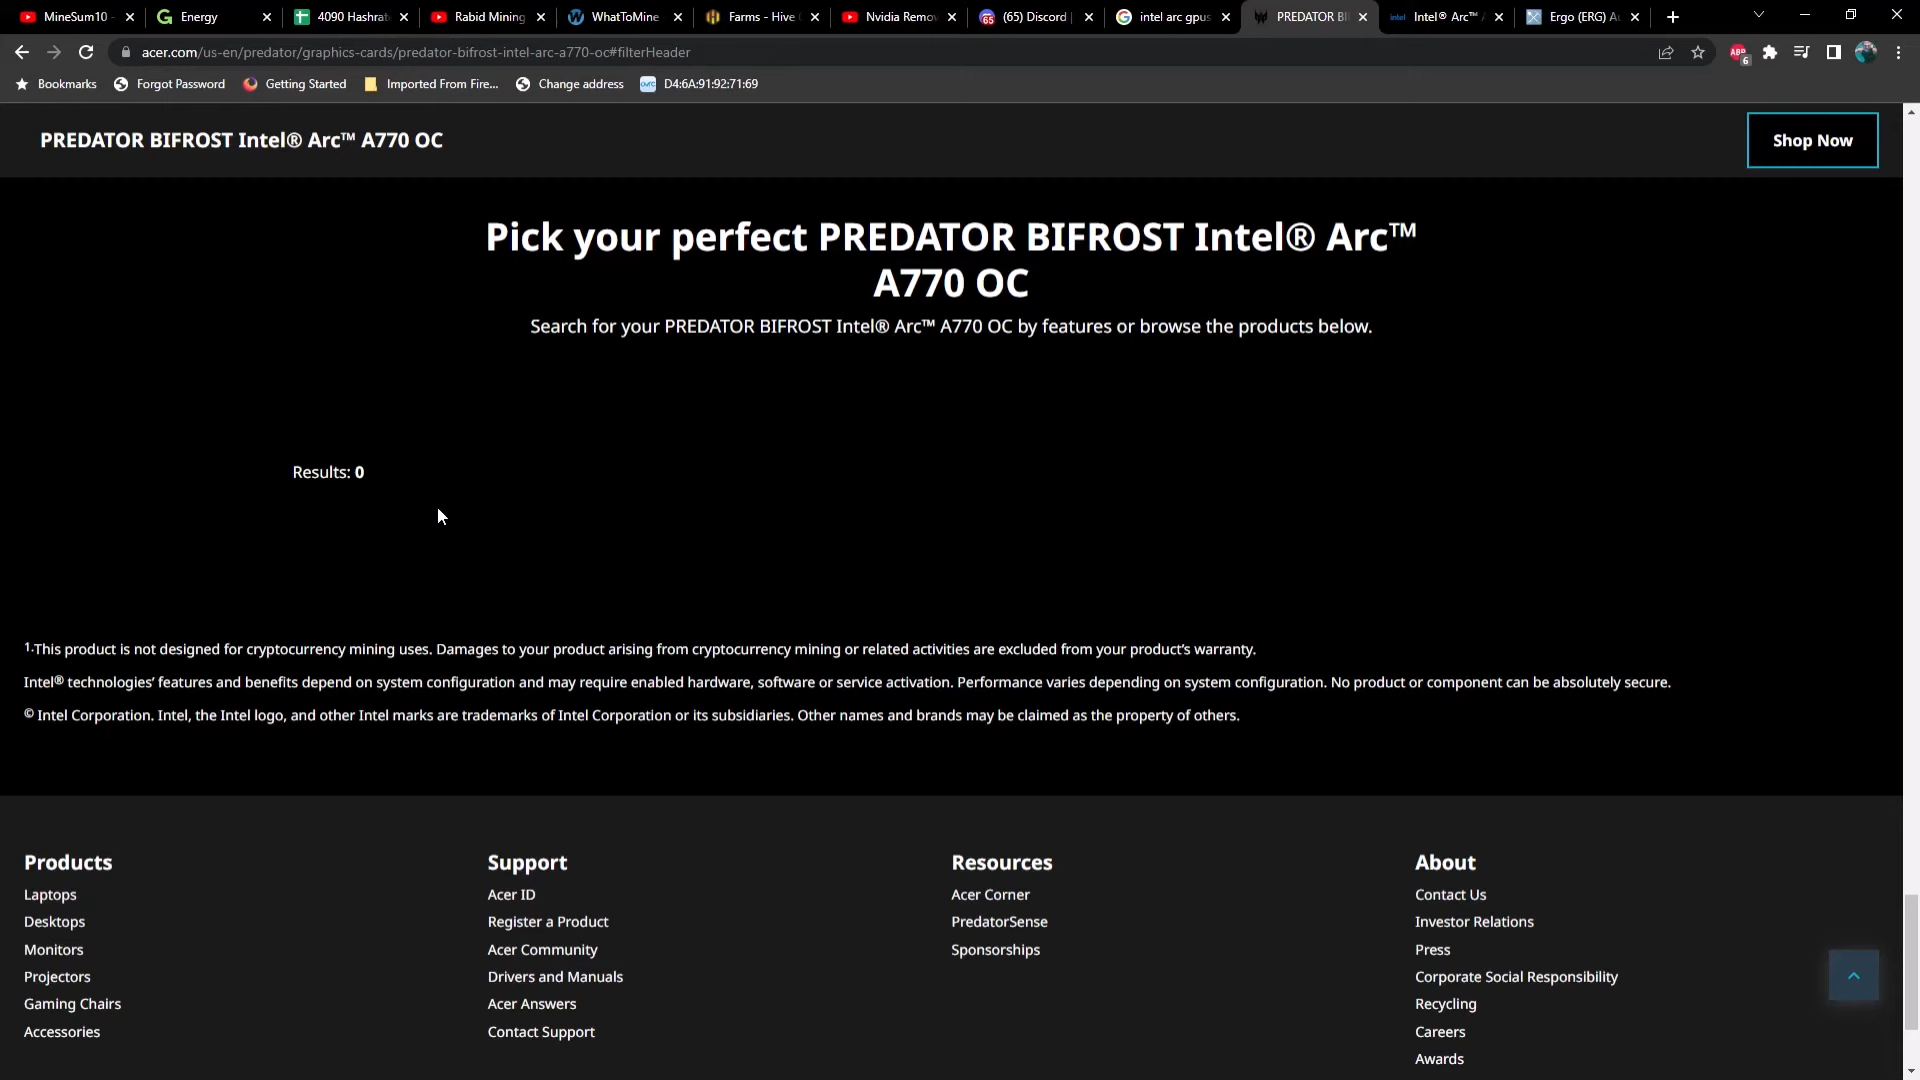 MineSum10 -
Energy
4090 Hashrat
Rabid Mining
WhatToMine
Farms - Hive
Nvidia Remo
(65) Discord
intel arc gpus
PREDATOR BI
Intel® Arc™
Ergo (ERG) A
acer.com/us-en/predator/graphics-cards/predator-bifrost-intel-arc-a770-oc#filterHeader
ABP
6
Bookmarks
Forgot Password
Getting Started
Imported From Fire...
Change address
D4:6A:91:92:71:69
PREDATOR BIFROST Intel® Arc™ A770 OC
Shop Now
Pick your perfect PREDATOR BIFROST Intel® Arc™
A770 OC
Search for your PREDATOR BIFROST Intel® Arc™ A770 OC by features or browse the products below.
Results: 0
1.This product is not designed for cryptocurrency mining uses. Damages to your product arising from cryptocurrency mining or related activities are excluded from your product's warranty.
Intel® technologies' features and benefits depend on system configuration and may require enabled hardware, software or service activation. Performance varies depending on system configuration. No product or component can be absolutely secure.
© Intel Corporation. Intel, the Intel logo, and other Intel marks are trademarks of Intel Corporation or its subsidiaries. Other names and brands may be claimed as the property of others.
Products
Laptops
Desktops
Monitors
Projectors
Gaming Chairs
Accessories
Support
Acer ID
Register a Product
Acer Community
Drivers and Manuals
Acer Answers
Contact Support
Resources
Acer Corner
PredatorSense
Sponsorships
About
Contact Us
Investor Relations
Press
Corporate Social Responsibility
Recycling
Careers
Awards